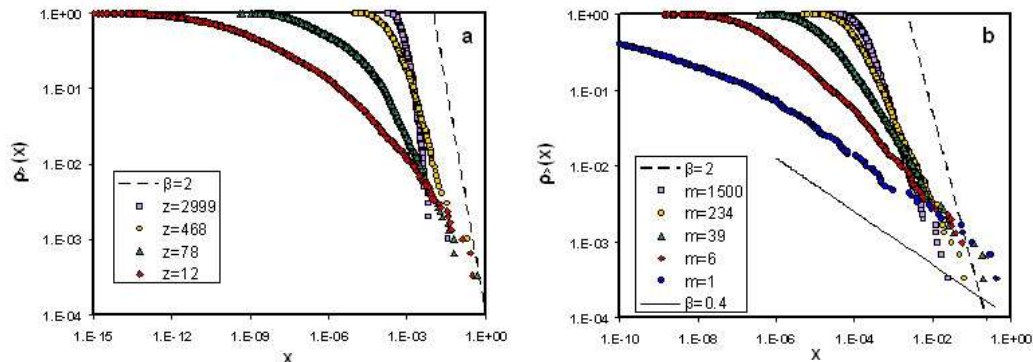 a
1.E+00
1.E-01
1.E-02
1.E-03
1.E-04
ρ>(x)
β=2
z=2999
z=468
z=78
z=12
1.E-15 1.E-12 1.E-09 1.E-06 1.E-03 1.E+00
x
b
1.E+00
1.E-01
1.E-02
1.E-03
1.E-04
ρ>(x)
β=2
m=1500
m=234
m=39
m=6
m=1
β=0.4
1.E-10 1.E-08 1.E-06 1.E-04 1.E-02 1.E+00
x